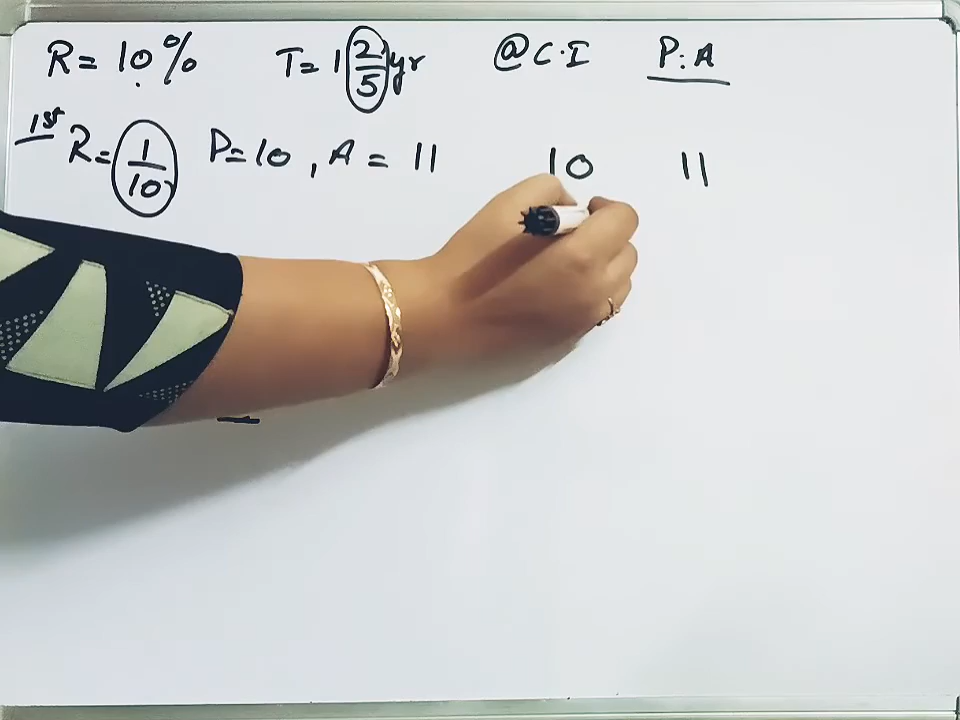 R = 10% T = 1 2/5 yr @ C.I P:A
1st R = 1/10 P = 10, A = 11 10 11